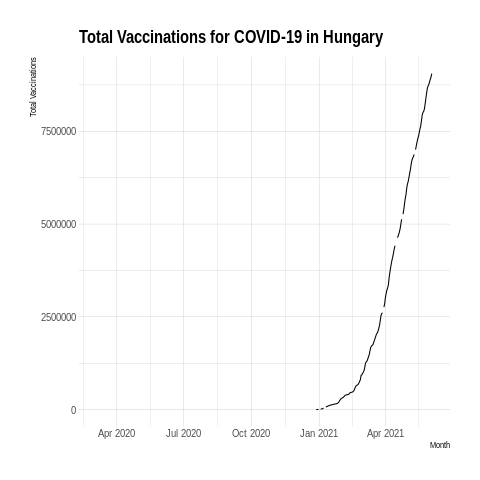 Total Vaccinations for COVID-19 in Hungary
Total Vaccinations
7500000
5000000
2500000
0
Apr 2020 Jul 2020 Oct 2020 Jan 2021 Apr 2021
Month